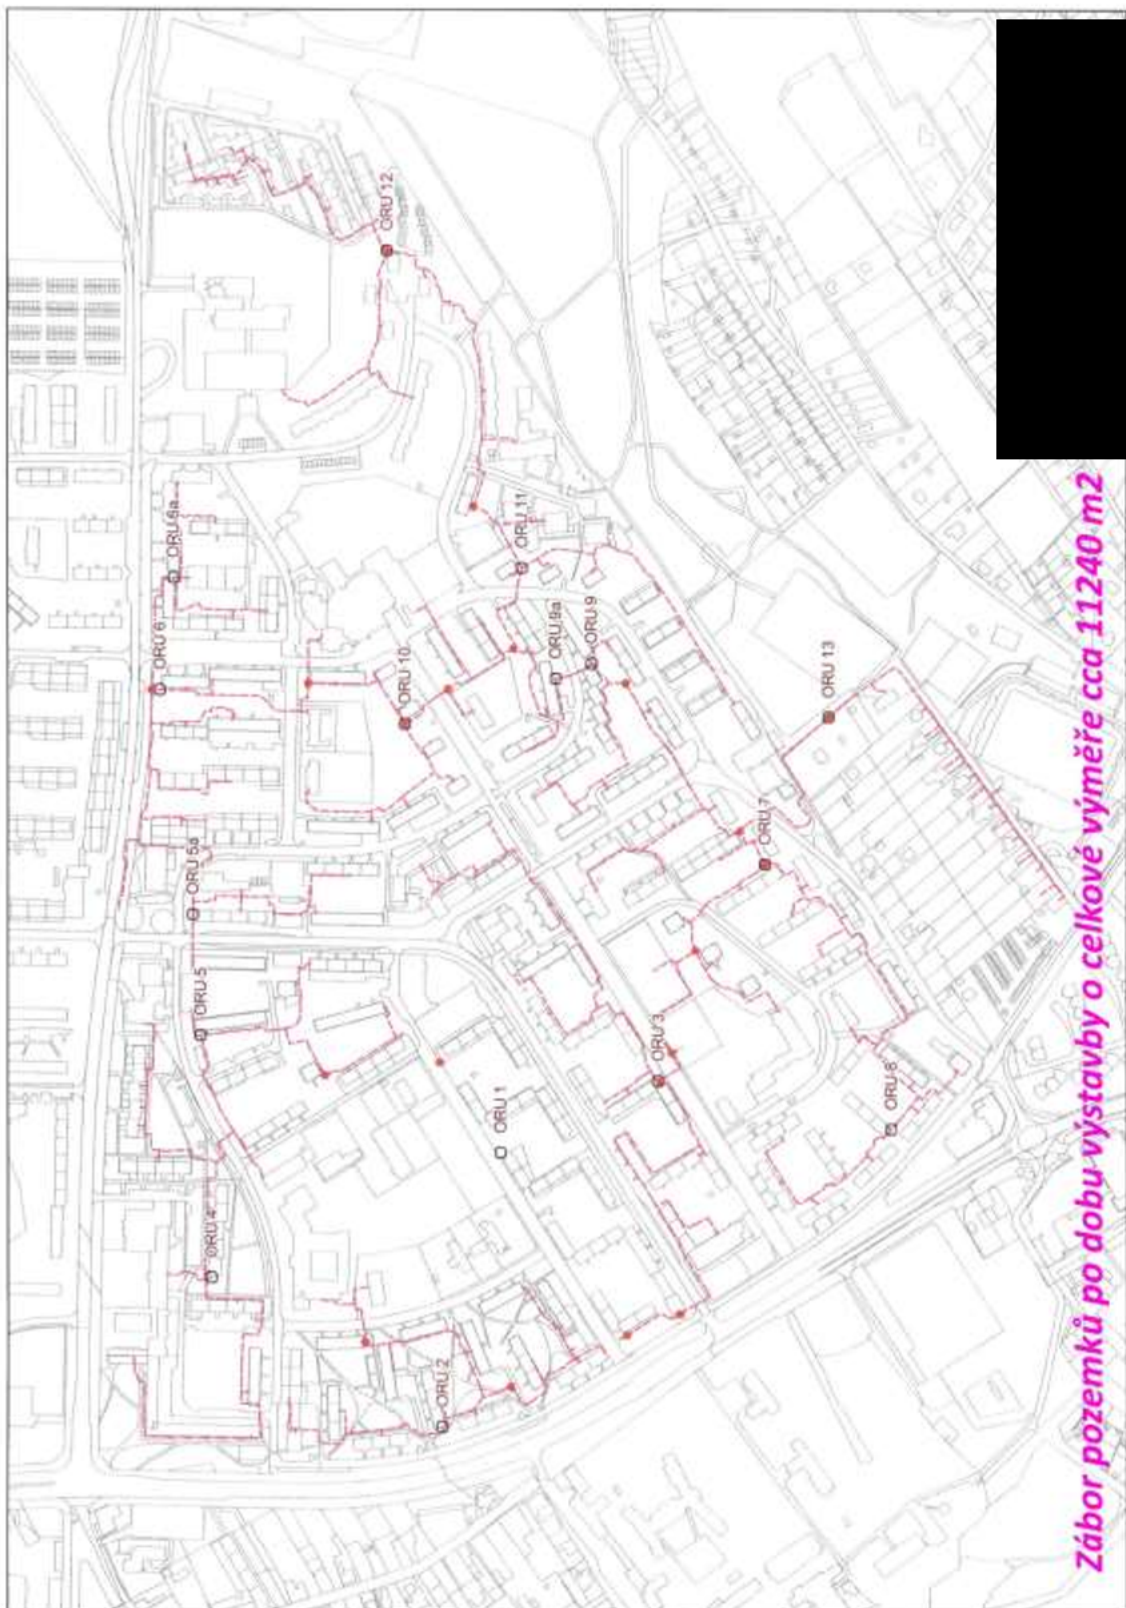 ORU 12
ORU 6a
ORU 6
ORU 11
ORU 10
ORU 9a
ORU 9
ORU 13
ORU 5a
ORU 7
ORU 5
ORU 3
ORU 1
ORU 8
ORU 4
ORU 2
Zábor pozemků po dobu výstavby o celkové výměře cca 11240 m2